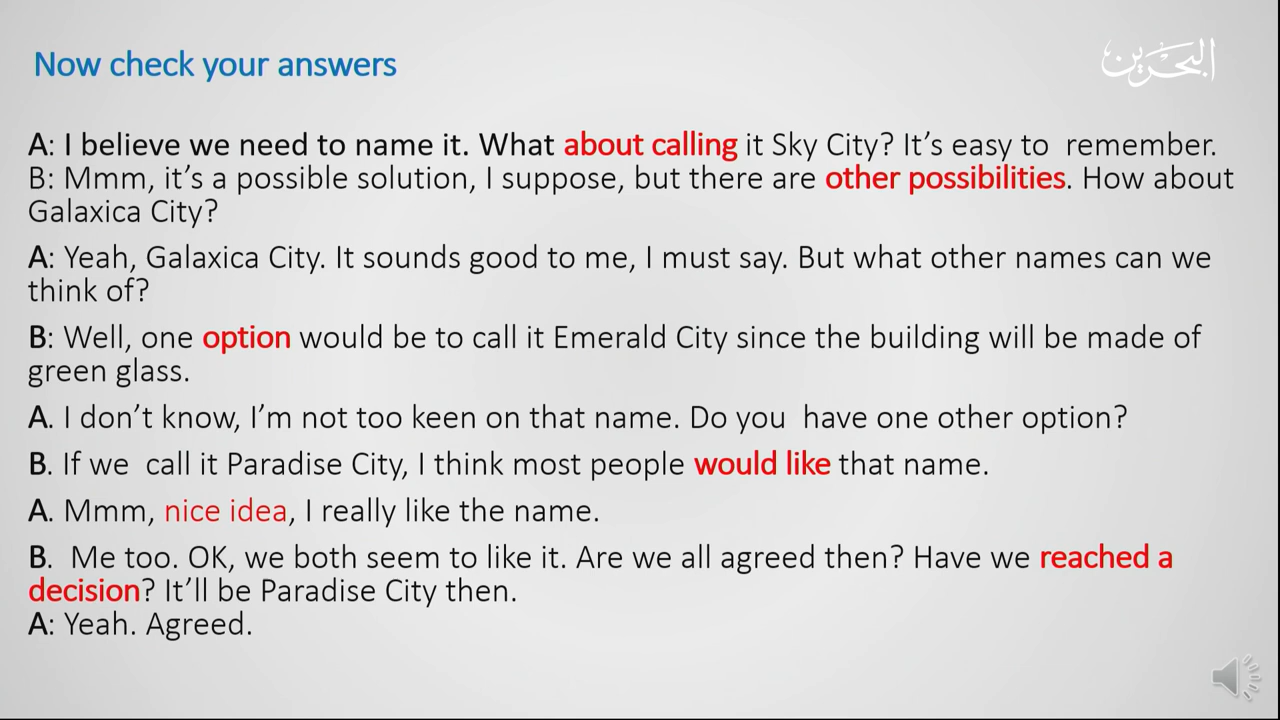 Now check your answers
البحرين
A: I believe we need to name it. What about calling it Sky City? It's easy to  remember.
B: Mmm, it's a possible solution, I suppose, but there are other possibilities. How about
Galaxica City?
A: Yeah, Galaxica City. It sounds good to me, I must say. But what other names can we
think of?
B: Well, one option would be to call it Emerald City since the building will be made of
green glass.
A. I don't know, I'm not too keen on that name. Do you  have one other option?
B. If we  call it Paradise City, I think most people would like that name.
A. Mmm, nice idea, I really like the name.
B.  Me too. OK, we both seem to like it. Are we all agreed then? Have we reached a
decision? It'll be Paradise City then.
A: Yeah. Agreed.